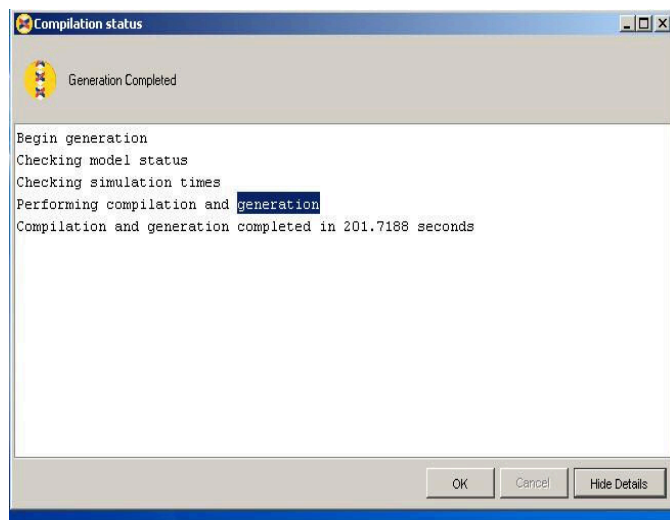 Compilation status
Generation Completed
Begin generation
Checking model status
Checking simulation times
Performing compilation and generation
Compilation and generation completed in 201.7188 seconds
OK Cancel Hide Details